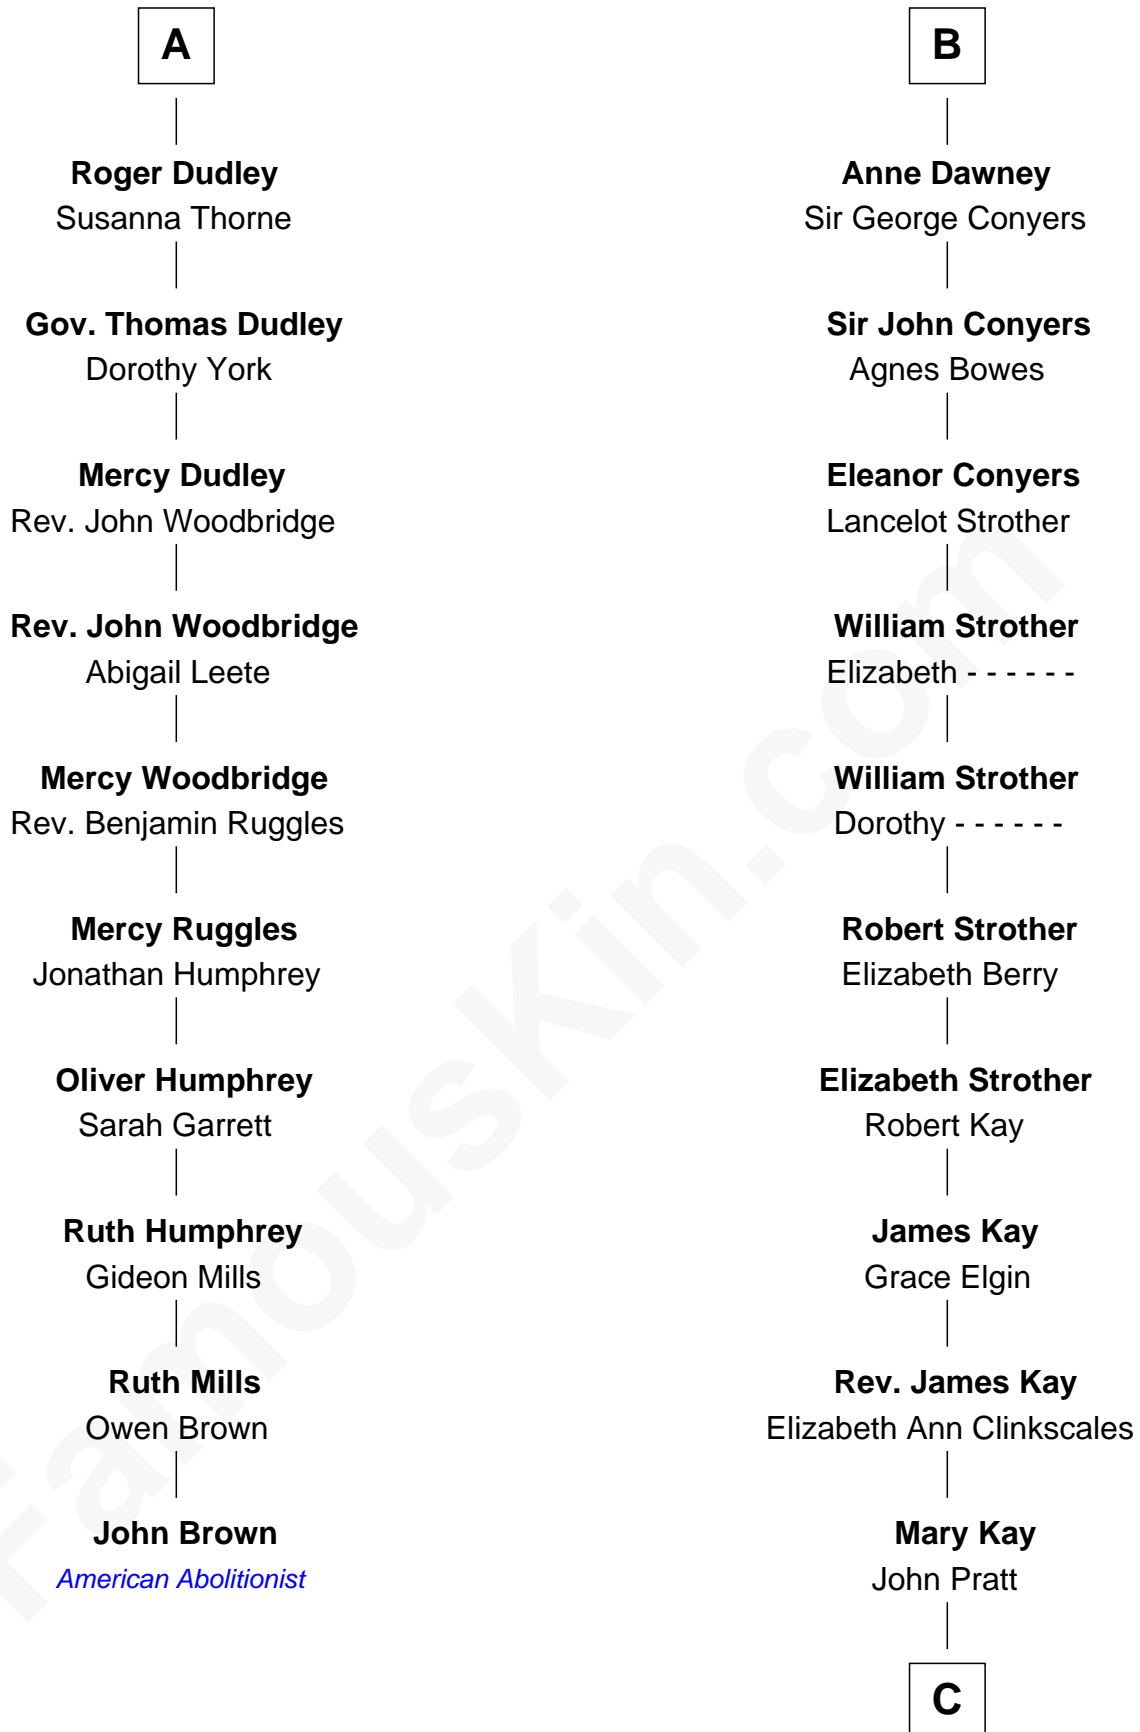 A
Roger Dudley
Susanna Thorne
Gov. Thomas Dudley
Dorothy York
Mercy Dudley
Rev. John Woodbridge
Rev. John Woodbridge
Abigail Leete
Mercy Woodbridge
Rev. Benjamin Ruggles
Mercy Ruggles
Jonathan Humphrey
Oliver Humphrey
Sarah Garrett
Ruth Humphrey
Gideon Mills
Ruth Mills
Owen Brown
John Brown
American Abolitionist
B
Anne Dawney
Sir George Conyers
Sir John Conyers
Agnes Bowes
Eleanor Conyers
Lancelot Strother
William Strother
Elizabeth - - - - - -
William Strother
Dorothy - - - - - -
Robert Strother
Elizabeth Berry
Elizabeth Strother
Robert Kay
James Kay
Grace Elgin
Rev. James Kay
Elizabeth Ann Clinkscales
Mary Kay
John Pratt
C
FamousKin.com